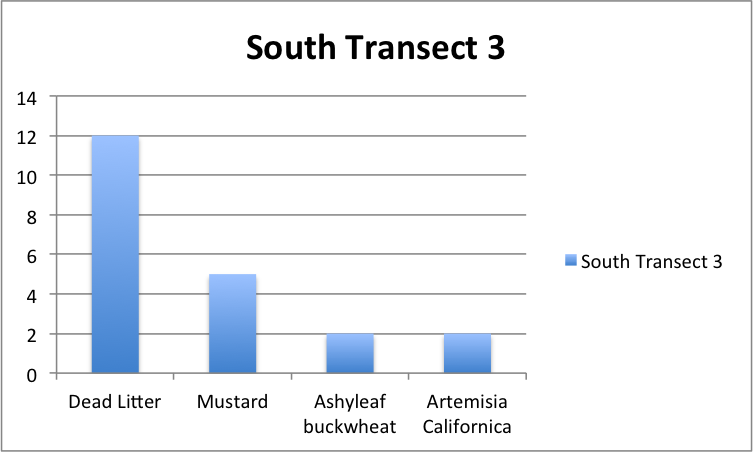 South Transect 3
14
12
10
8
6
4
2
0
South Transect 3
Dead Litter
Mustard
Ashyleaf
buckwheat
Artemisia
Californica